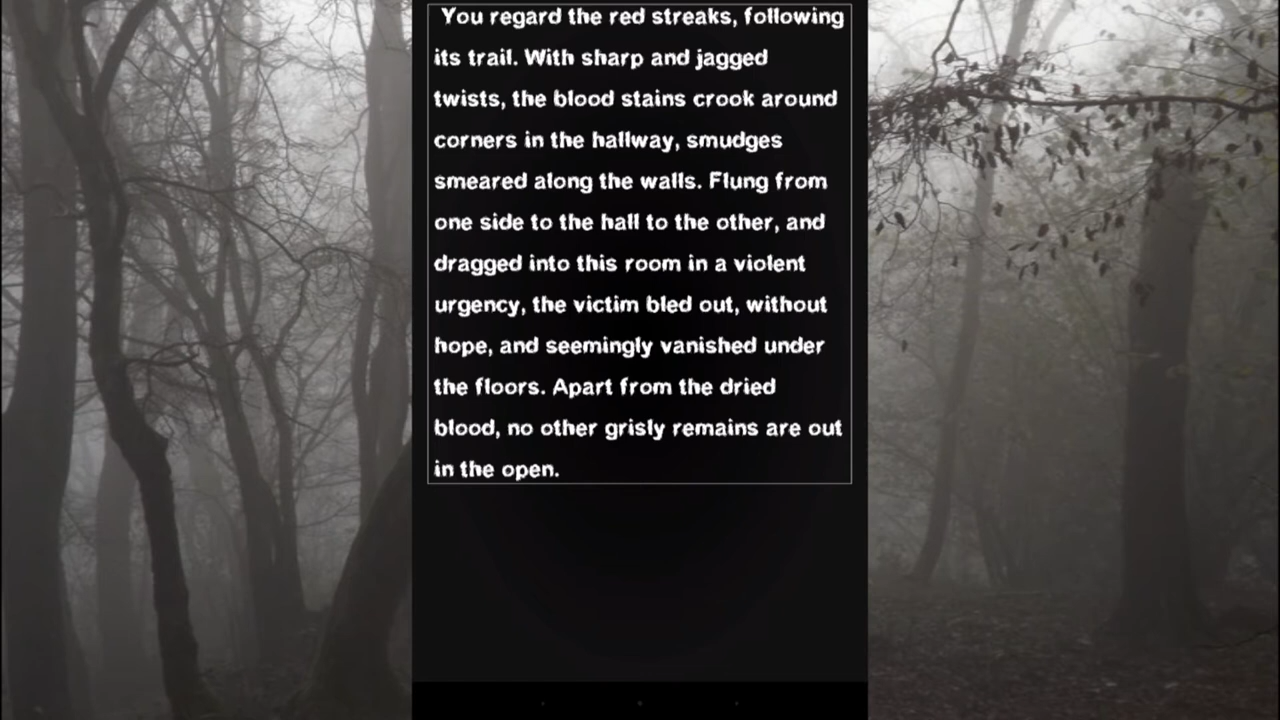 You regard the red streaks, following
its trail. With sharp and jagged
twists, the blood stains crook around
corners in the hallway, smudges
smeared along the walls. Flung from
one side to the hall to the other, and
dragged into this room in a violent
urgency, the victim bled out, without
hope, and seemingly vanished under
the floors. Apart from the dried
blood, no other grisly remains are out
in the open.